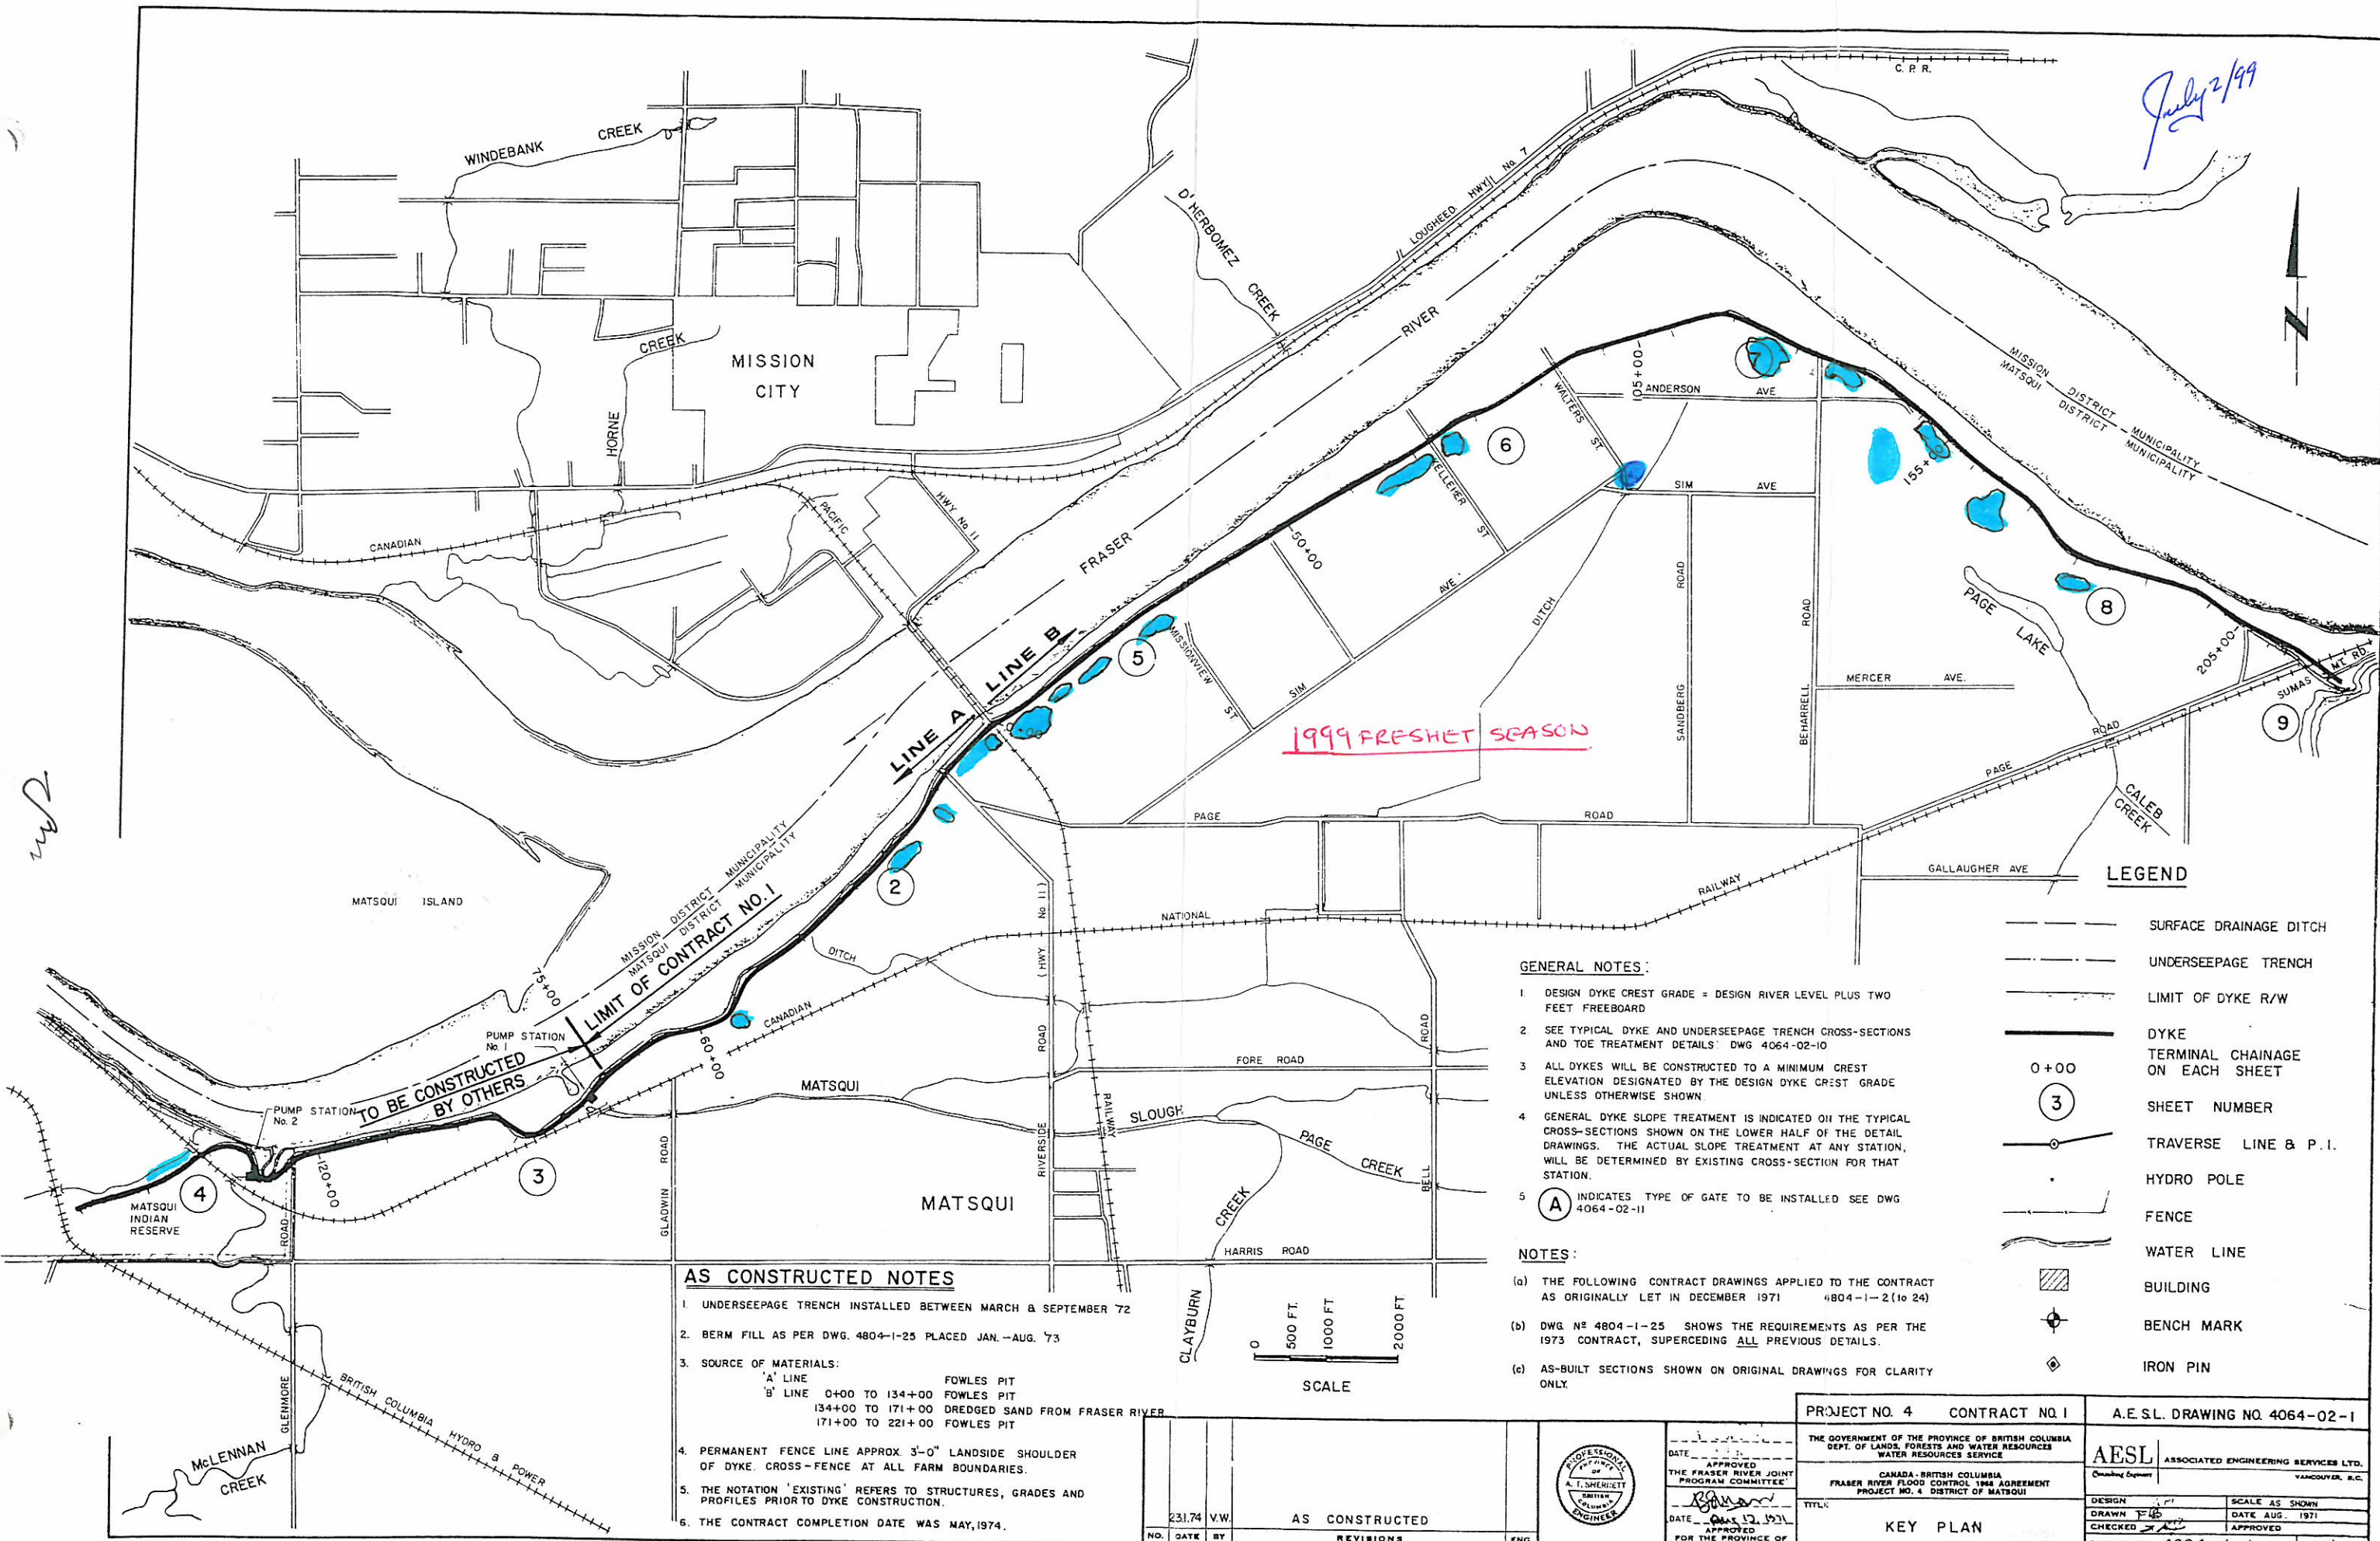 July 2/99
C. P. R.
WINDEBANK CREEK
D'HERBOMEZ CREEK
LOUGHEED HWY No. 7
HORNE CREEK
MISSION
CITY
N
FRASER RIVER
MISSION DISTRICT MUNICIPALITY
MATSQUI DISTRICT MUNICIPALITY
CANADIAN PACIFIC
HWY No. 11
WALTERS ST
105+00
ANDERSON AVE
7
6
KELLEHER ST
SIM AVE
155+00
50+00
SIM AVE.
DITCH
SANDBERG ROAD
BEHARRELL ROAD
PAGE LAKE
8
205+00
SUMAS MT. RD.
9
MERCER AVE.
LINE B
LINE A
0+00
5
MISSIONVIEW ST
1999 FRESHET SEASON
PAGE ROAD
PAGE ROAD
CALEB CREEK
GALLAUGHER AVE
MATSQUI ISLAND
MISSION DISTRICT MUNICIPALITY
MATSQUI DISTRICT MUNICIPALITY
LIMIT OF CONTRACT NO. 1
2
75+00
DITCH
CANADIAN NATIONAL RAILWAY
60+00
PUMP STATION
No. 1
TO BE CONSTRUCTED
BY OTHERS
PUMP STATION
No. 2
120+00
3
4
MATSQUI
INDIAN
RESERVE
ROAD
GLADWIN ROAD
RIVERSIDE ROAD (HWY No. 11)
RAILWAY
FORE ROAD
MATSQUI SLOUGH
PAGE CREEK
BELL ROAD
MATSQUI
HARRIS ROAD
CLAYBURN CREEK
GLENMORE
BRITISH COLUMBIA HYDRO & POWER
McLENNAN
CREEK
AS CONSTRUCTED NOTES
1. UNDERSEEPAGE TRENCH INSTALLED BETWEEN MARCH & SEPTEMBER '72
2. BERM FILL AS PER DWG. 4804-1-25 PLACED JAN.-AUG. '73
3. SOURCE OF MATERIALS:
'A' LINE FOWLES PIT
'B' LINE 0+00 TO 134+00 FOWLES PIT
134+00 TO 171+00 DREDGED SAND FROM FRASER RIVER
171+00 TO 221+00 FOWLES PIT
4. PERMANENT FENCE LINE APPROX. 3'-0" LANDSIDE SHOULDER
OF DYKE. CROSS-FENCE AT ALL FARM BOUNDARIES.
5. THE NOTATION 'EXISTING' REFERS TO STRUCTURES, GRADES AND
PROFILES PRIOR TO DYKE CONSTRUCTION.
6. THE CONTRACT COMPLETION DATE WAS MAY, 1974.
0 500 FT. 1000 FT 2000 FT
SCALE
GENERAL NOTES:
1. DESIGN DYKE CREST GRADE = DESIGN RIVER LEVEL PLUS TWO
FEET FREEBOARD
2 SEE TYPICAL DYKE AND UNDERSEEPAGE TRENCH CROSS-SECTIONS
AND TOE TREATMENT DETAILS: DWG 4064-02-10
3 ALL DYKES WILL BE CONSTRUCTED TO A MINIMUM CREST
ELEVATION DESIGNATED BY THE DESIGN DYKE CREST GRADE
UNLESS OTHERWISE SHOWN.
4 GENERAL DYKE SLOPE TREATMENT IS INDICATED ON THE TYPICAL
CROSS-SECTIONS SHOWN ON THE LOWER HALF OF THE DETAIL
DRAWINGS. THE ACTUAL SLOPE TREATMENT AT ANY STATION,
WILL BE DETERMINED BY EXISTING CROSS-SECTION FOR THAT
STATION.
5 A INDICATES TYPE OF GATE TO BE INSTALLED SEE DWG
4064-02-11
NOTES:
(a) THE FOLLOWING CONTRACT DRAWINGS APPLIED TO THE CONTRACT
AS ORIGINALLY LET IN DECEMBER 1971 4804-1-2 (to 24)
(b) DWG. Nº 4804-1-25 SHOWS THE REQUIREMENTS AS PER THE
1973 CONTRACT, SUPERCEDING ALL PREVIOUS DETAILS.
(c) AS-BUILT SECTIONS SHOWN ON ORIGINAL DRAWINGS FOR CLARITY
ONLY.
LEGEND
SURFACE DRAINAGE DITCH
UNDERSEEPAGE TRENCH
LIMIT OF DYKE R/W
DYKE
0+00 TERMINAL CHAINAGE
ON EACH SHEET
3 SHEET NUMBER
TRAVERSE LINE & P.I.
HYDRO POLE
FENCE
WATER LINE
BUILDING
BENCH MARK
IRON PIN
PROJECT NO. 4 CONTRACT NO. 1
A.E.S.L. DRAWING NO. 4064-02-1
THE GOVERNMENT OF THE PROVINCE OF BRITISH COLUMBIA
DEPT. OF LANDS, FORESTS AND WATER RESOURCES
WATER RESOURCES SERVICE
CANADA - BRITISH COLUMBIA
FRASER RIVER FLOOD CONTROL 1968 AGREEMENT
PROJECT NO. 4 DISTRICT OF MATSQUI
TITLE
KEY PLAN
AESL ASSOCIATED ENGINEERING SERVICES LTD.
Consulting Engineers VANCOUVER, B.C.
DESIGN
SCALE AS SHOWN
DRAWN FB
DATE AUG. 1971
CHECKED
APPROVED
DATE
APPROVED
THE FRASER RIVER JOINT
PROGRAM COMMITTEE
DATE Aug 12, 1971
APPROVED
FOR THE PROVINCE OF
PROFESSIONAL
PROVINCE
OF
A. T. SHERRETT
BRITISH
COLUMBIA
ENGINEER
23.1.74 V.W. AS CONSTRUCTED
NO. DATE BY REVISIONS ENG